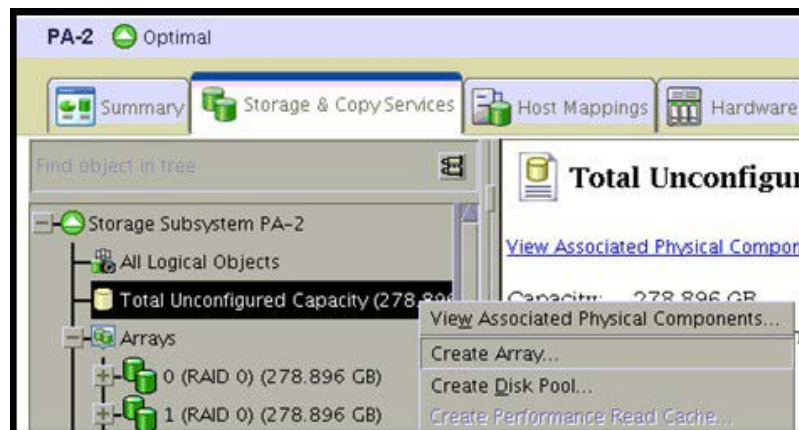 PA-2 Optimal
Summary Storage & Copy Services Host Mappings Hardware
Find object in tree
Total Unconfigu
Storage Subsystem PA-2
View Associated Physical Compon
All Logical Objects
Total Unconfigured Capacity (278.896
Capacity: 278.896 GB
View Associated Physical Components...
Arrays
Create Array...
0 (RAID 0) (278.896 GB)
Create Disk Pool...
1 (RAID 0) (278.896 GB)
Create Performance Read Cache...